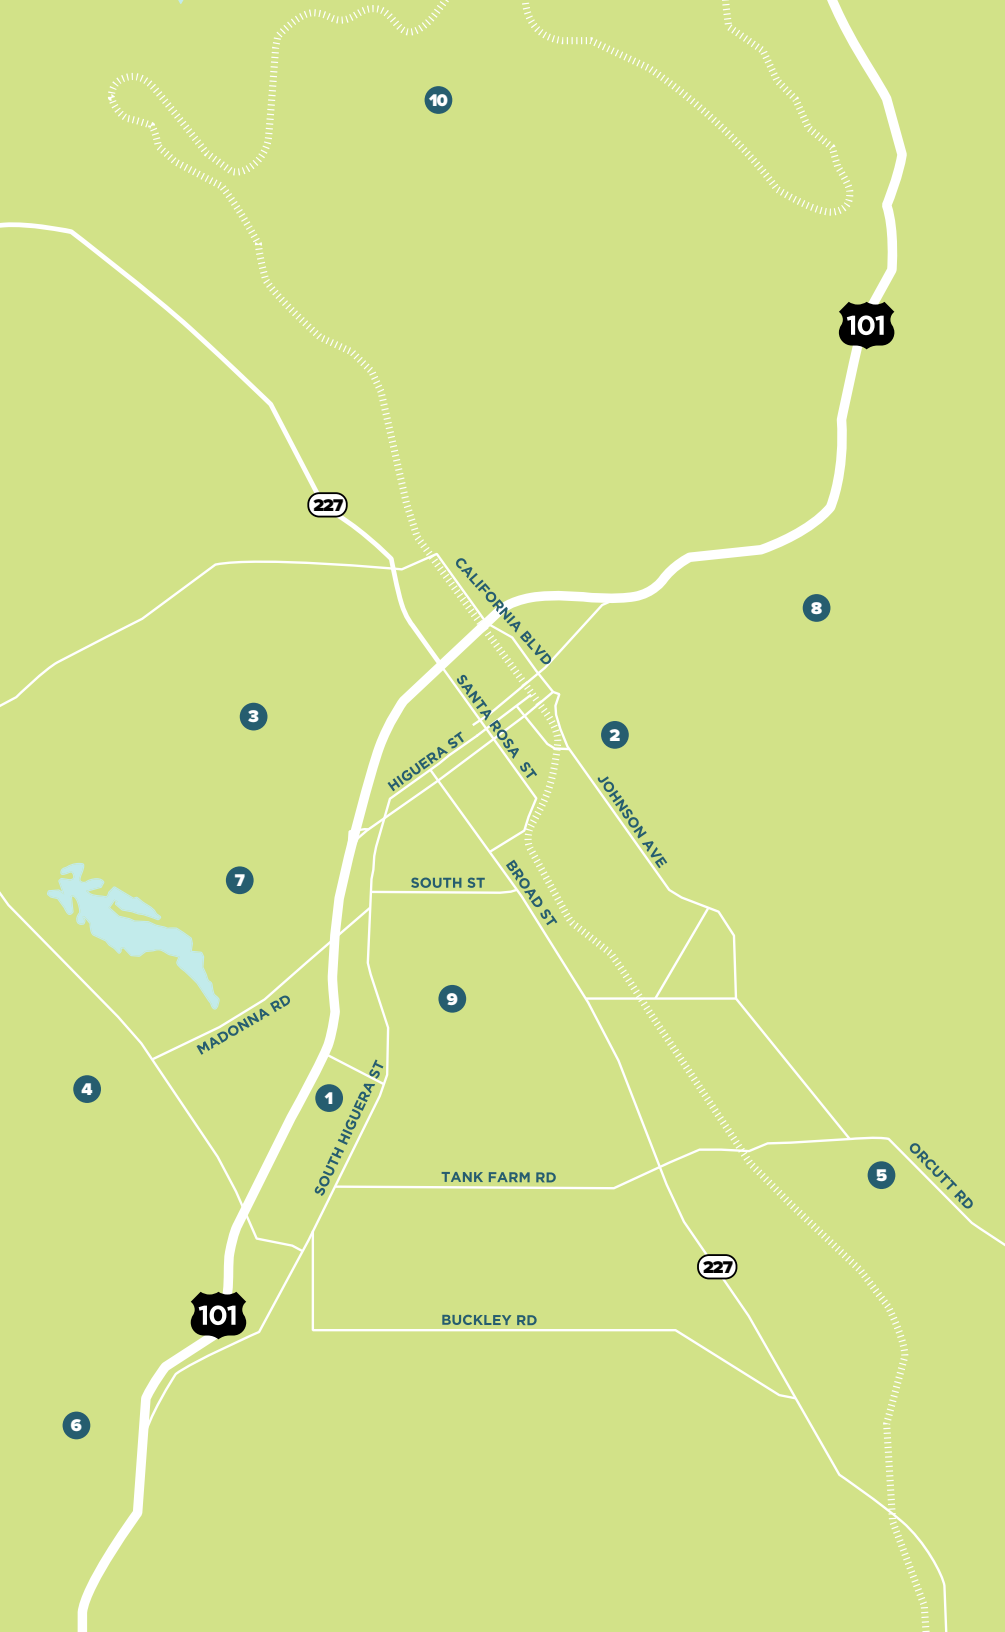 10
101
227
CALIFORNIA BLVD
8
SANTA ROSA ST
3
2
HIGUERA ST
JOHNSON AVE
7
SOUTH ST
BROAD ST
9
MADONNA RD
4
1
SOUTH HIGUERA ST
TANK FARM RD
5
ORCUTT RD
227
101
BUCKLEY RD
6